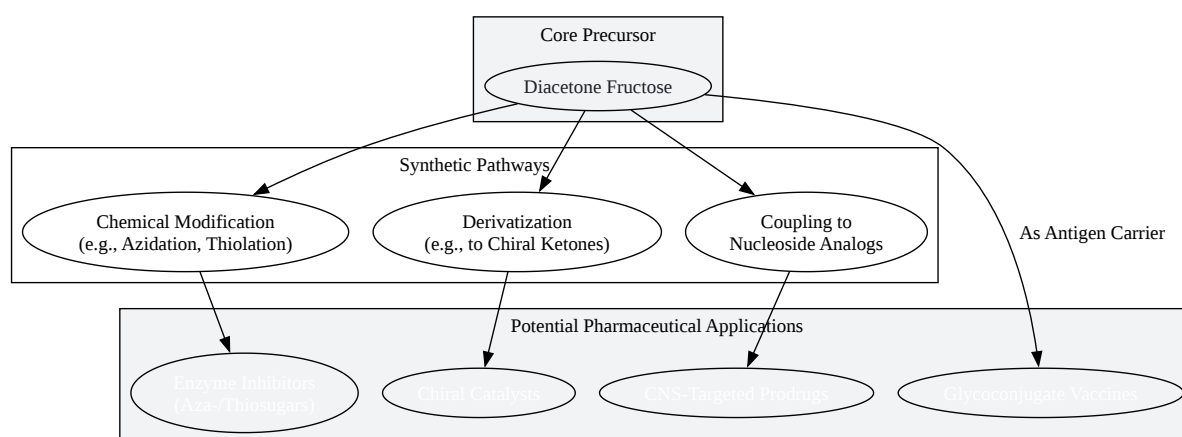 Core Precursor
Diacetone Fructose
Synthetic Pathways
Chemical Modification
(e.g., Azidation, Thiolation)
Derivatization
(e.g., to Chiral Ketones)
Coupling to
Nucleoside Analogs
As Antigen Carrier
Potential Pharmaceutical Applications
Enzyme Inhibitors
(Aza-/Thiosugars)
Chiral Catalysts
CNS-Targeted Prodrugs
Glycoconjugate Vaccines